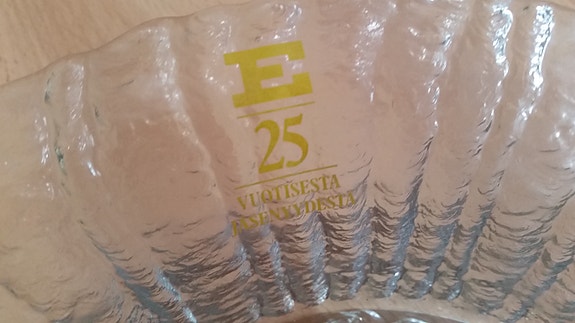 E
25
VUOTISESTA
JÄSENYYDESTÄ